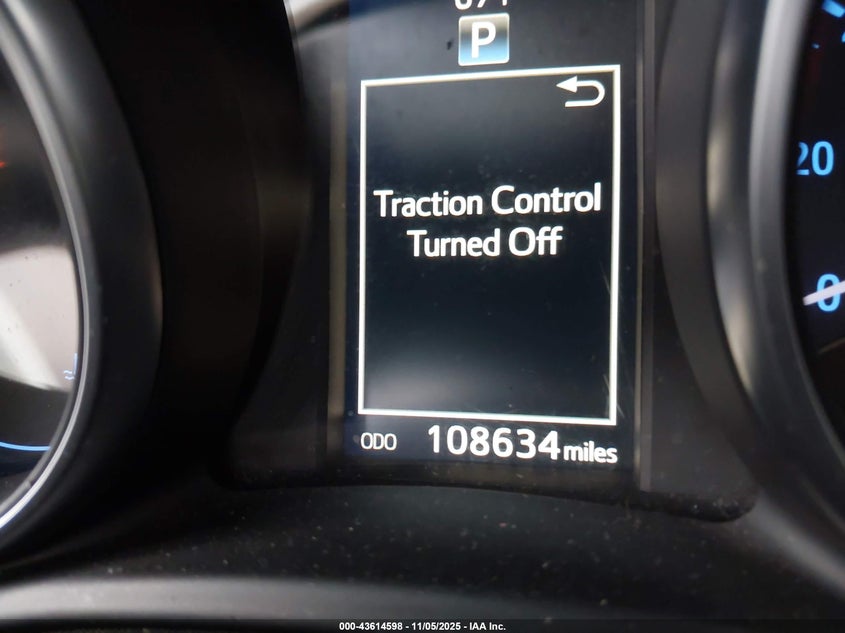 P
Traction Control
Turned Off
20
0
ODO 108634 miles
000-43614598 - 11/05/2025 - IAA Inc.